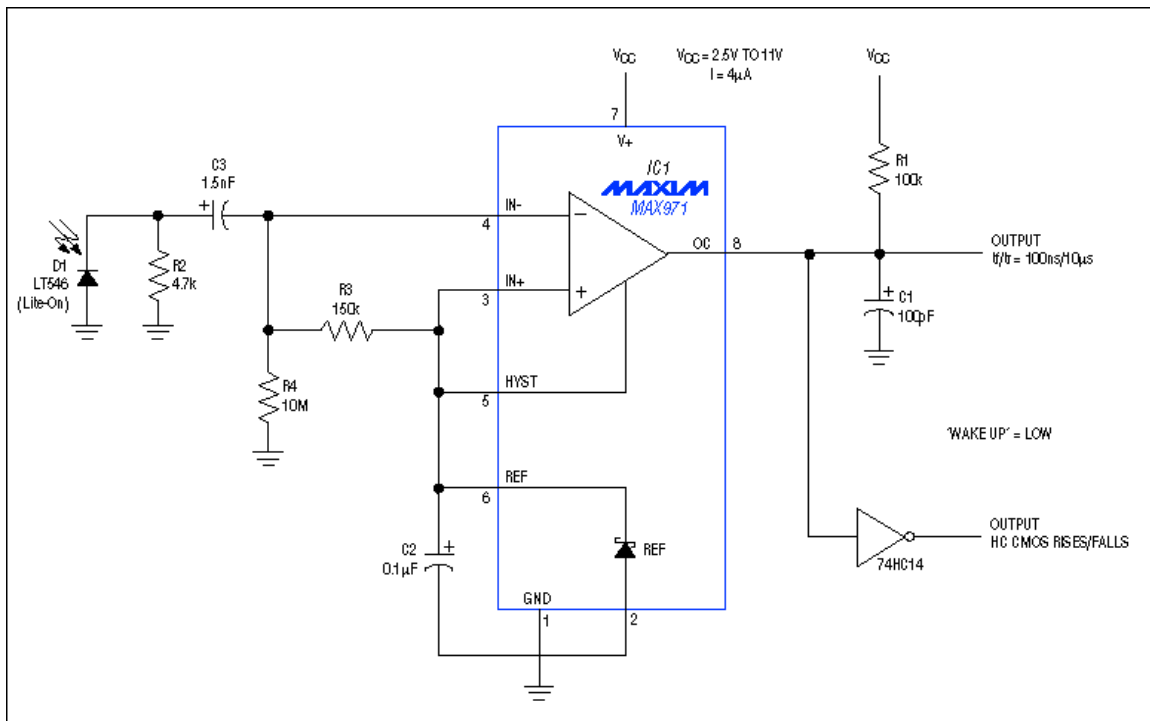 VCC
VCC = 2.5V TO 11V
I = 4µA
VCC
7
V+
C3
1.5nF
+
IC1
MAXIM
MAX971
R1
100k
IN-
4
−
D1
LT546
(Lite-On)
R2
4.7k
OC
8
OUTPUT
tf/tr = 100ns/10µs
IN+
3
+
R3
150k
+
C1
100pF
R4
10M
HYST
5
'WAKE UP' = LOW
REF
6
C2
0.1µF
+
REF
OUTPUT
HC CMOS RISES/FALLS
74HC14
GND
1
2